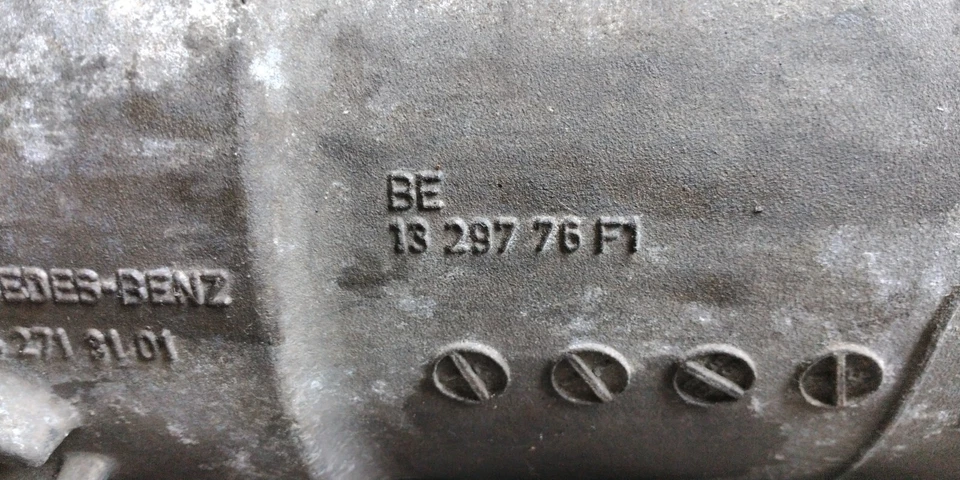 BE
13 297 76 F1
EDES-BENZ
271 31 01